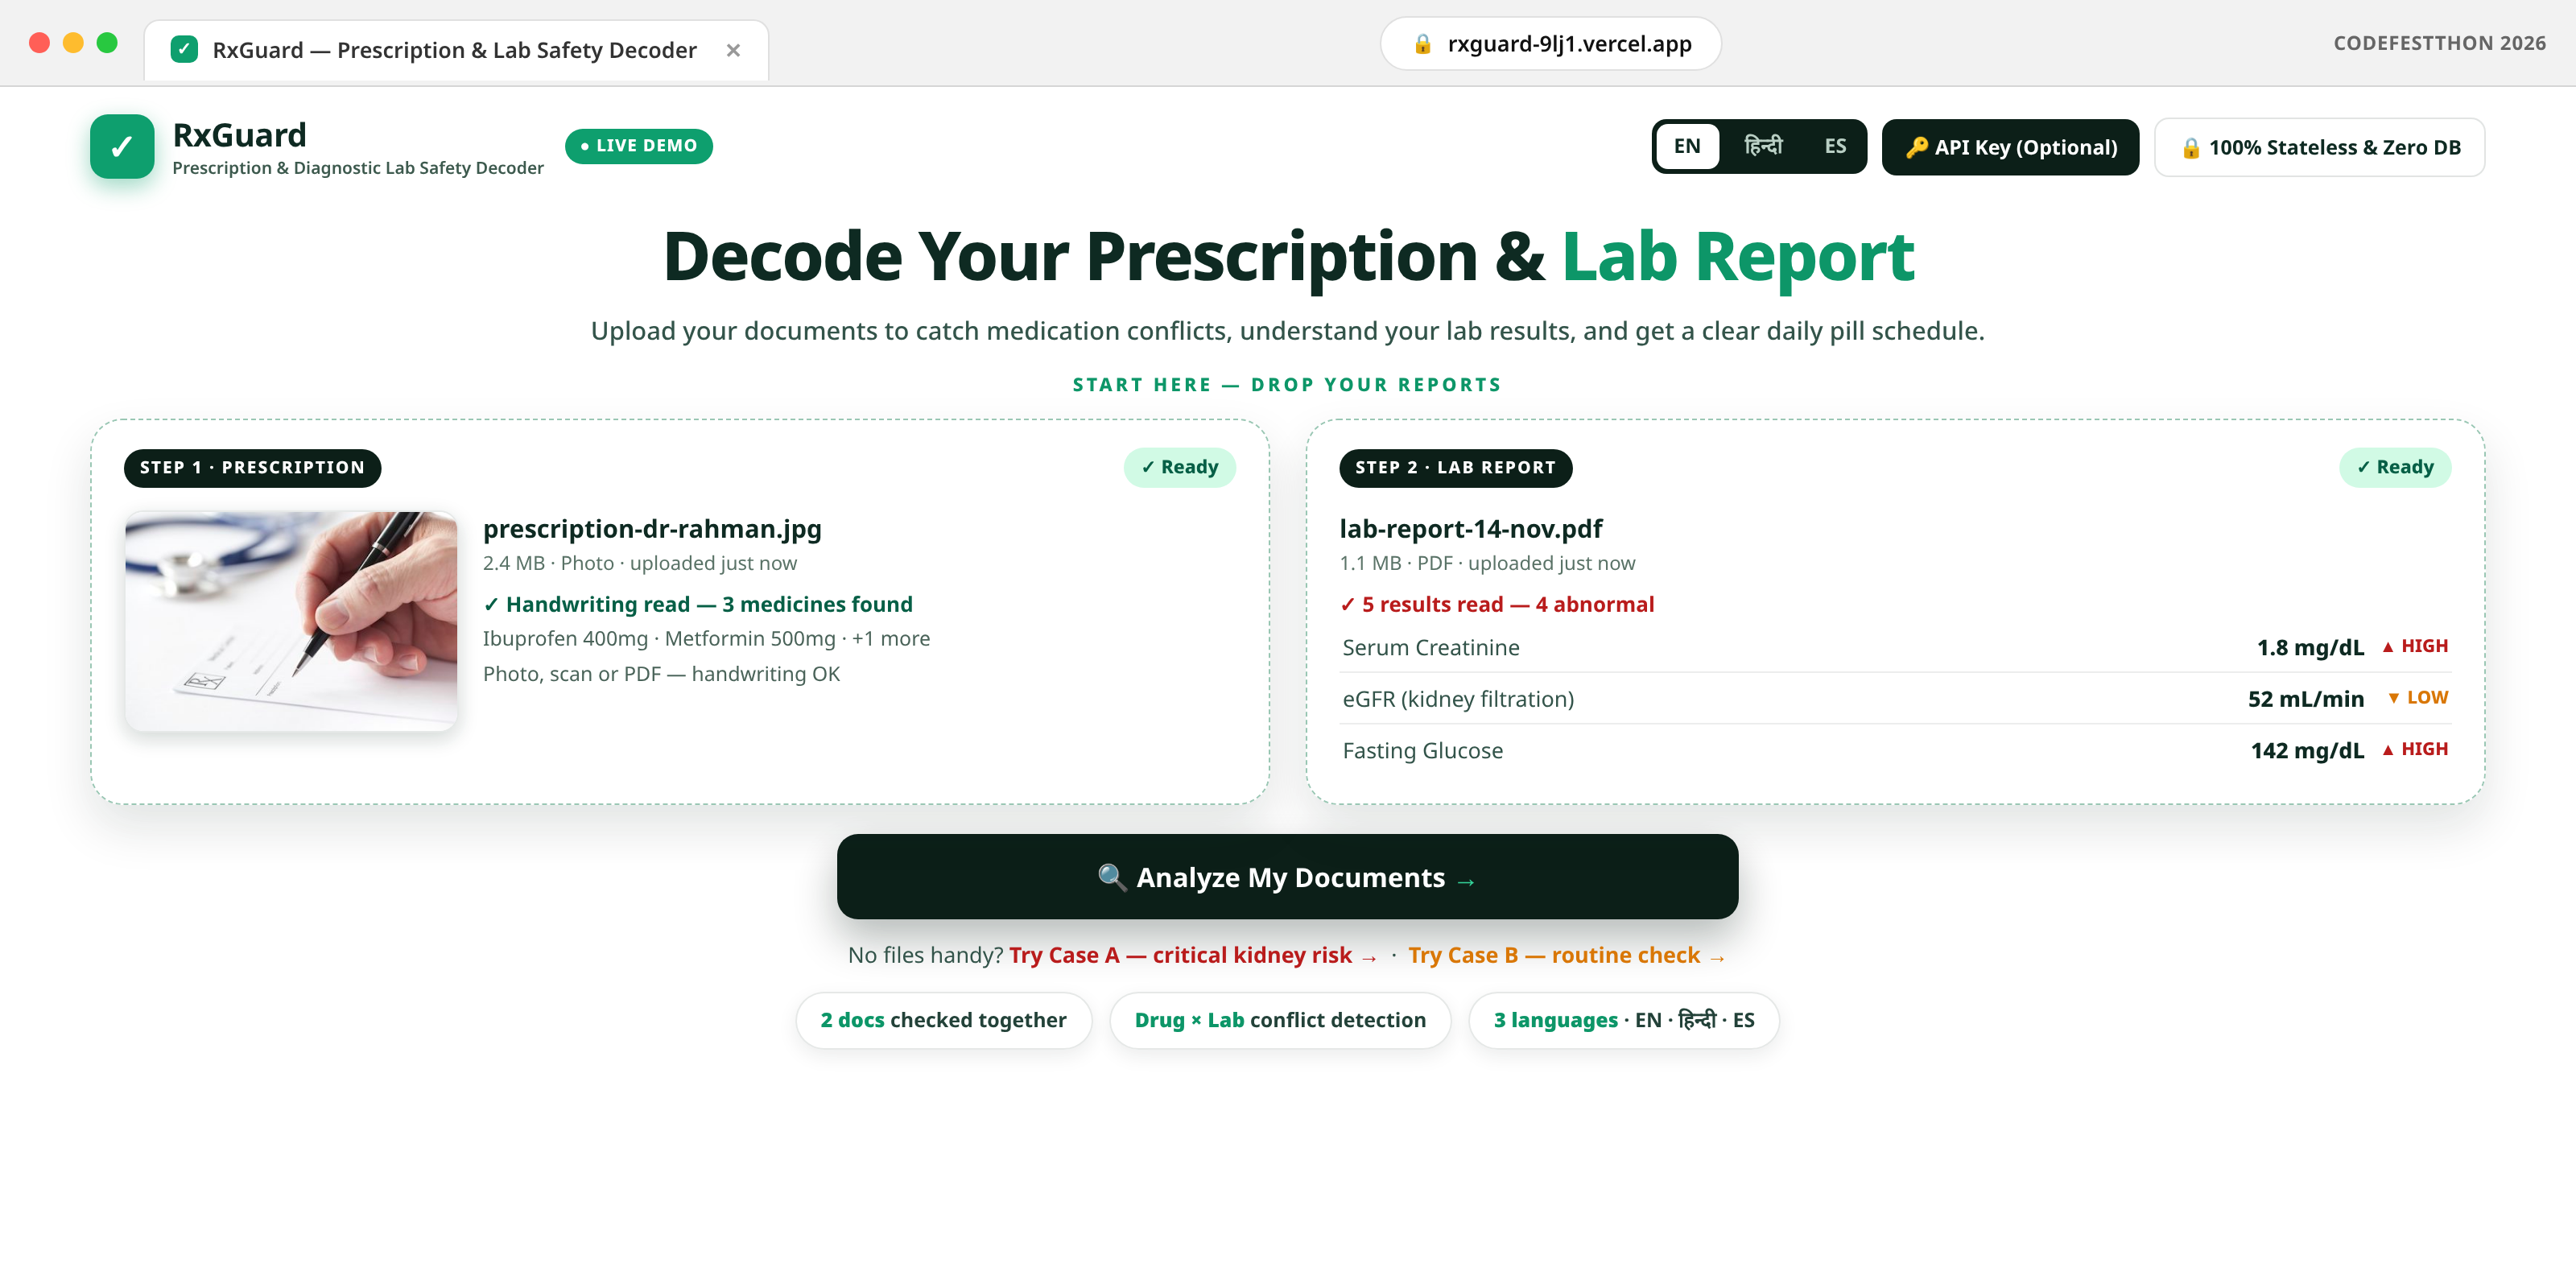 ✓ RxGuard — Prescription & Lab Safety Decoder ✕
🔒 rxguard-9lj1.vercel.app
CODEFESTTHON 2026
✓ RxGuard
Prescription & Diagnostic Lab Safety Decoder
● LIVE DEMO
EN हिन्दी ES
🔑 API Key (Optional)
🔒 100% Stateless & Zero DB
Decode Your Prescription & Lab Report
Upload your documents to catch medication conflicts, understand your lab results, and get a clear daily pill schedule.
START HERE — DROP YOUR REPORTS
STEP 1 · PRESCRIPTION
✓ Ready
prescription-dr-rahman.jpg
2.4 MB · Photo · uploaded just now
✓ Handwriting read — 3 medicines found
Ibuprofen 400mg · Metformin 500mg · +1 more
Photo, scan or PDF — handwriting OK
STEP 2 · LAB REPORT
✓ Ready
lab-report-14-nov.pdf
1.1 MB · PDF · uploaded just now
✓ 5 results read — 4 abnormal
Serum Creatinine 1.8 mg/dL ▲ HIGH
eGFR (kidney filtration) 52 mL/min ▼ LOW
Fasting Glucose 142 mg/dL ▲ HIGH
🔍 Analyze My Documents →
No files handy? Try Case A — critical kidney risk → · Try Case B — routine check →
2 docs checked together
Drug × Lab conflict detection
3 languages · EN · हिन्दी · ES